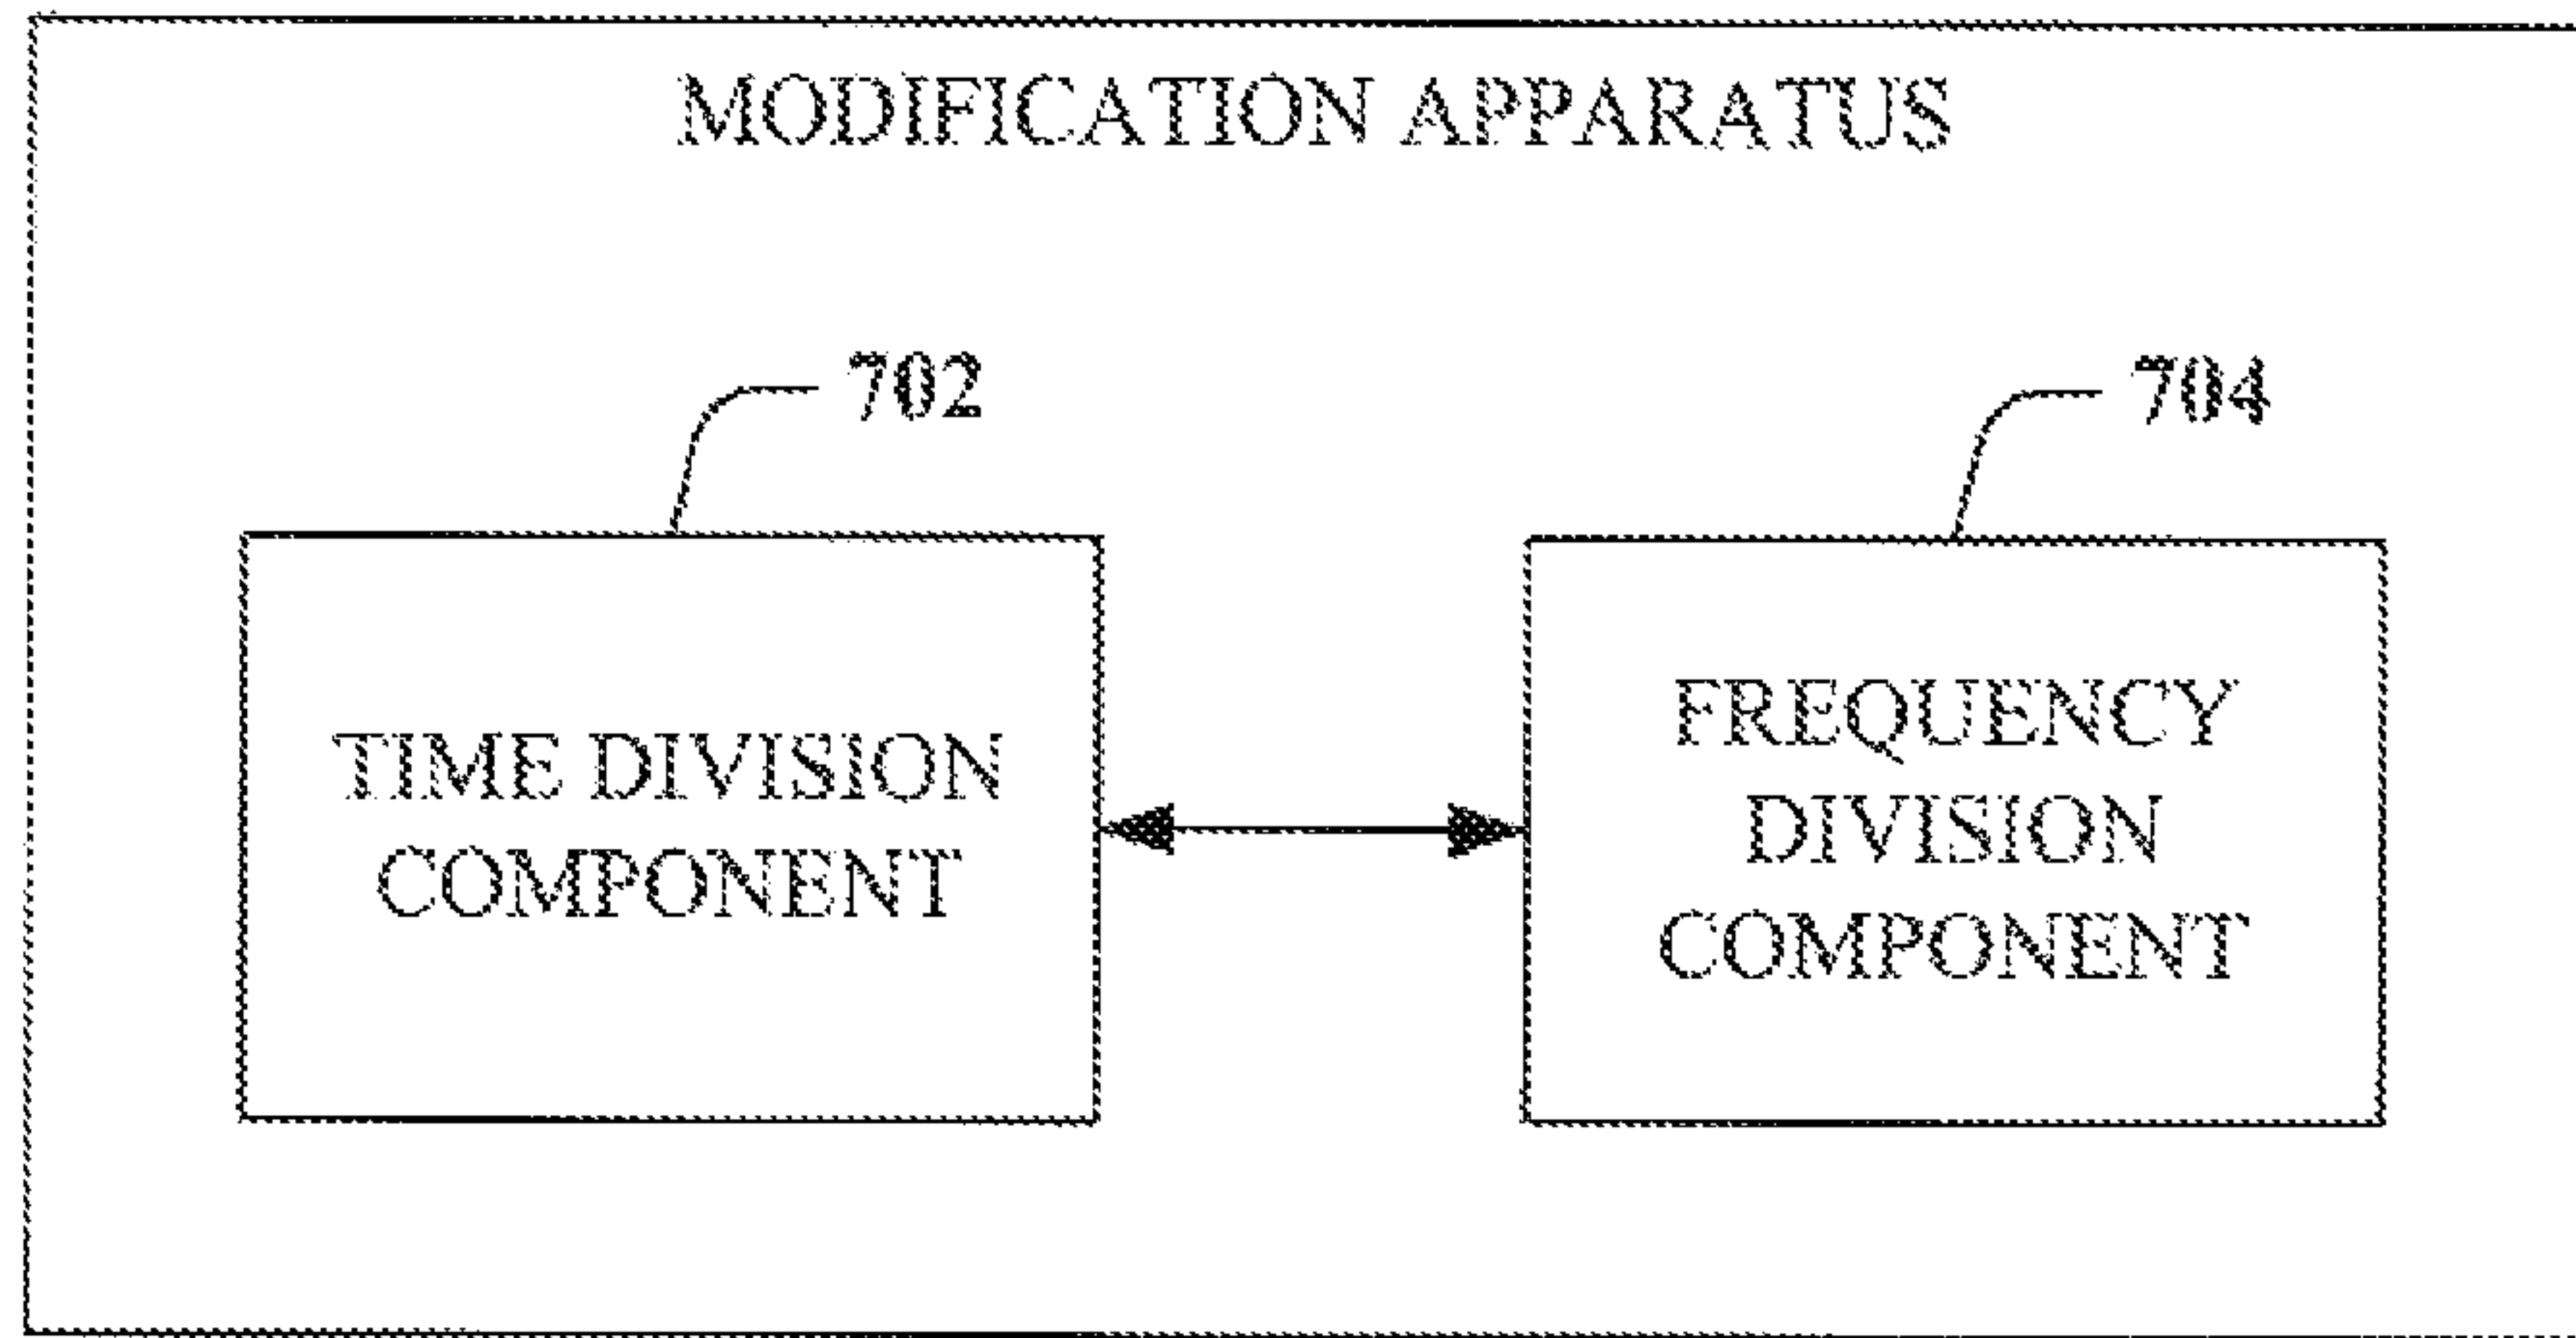 MODIFICATION APPARATUS
702
704
TIME DIVISION
COMPONENT
FREQUENCY
DIVISION
COMPONENT